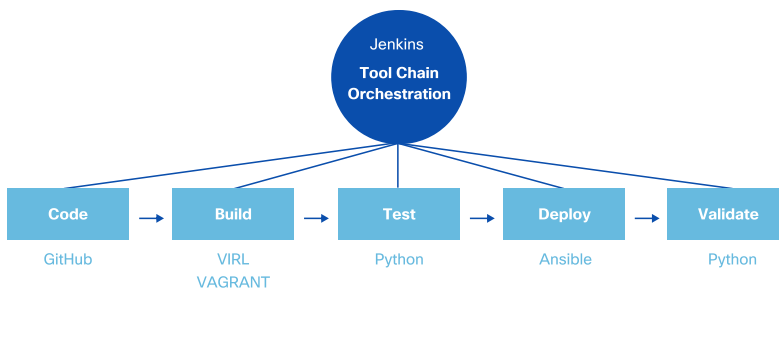 Jenkins
Tool Chain
Orchestration
Code
Build
Test
Deploy
Validate
GitHub
VIRL
VAGRANT
Python
Ansible
Python